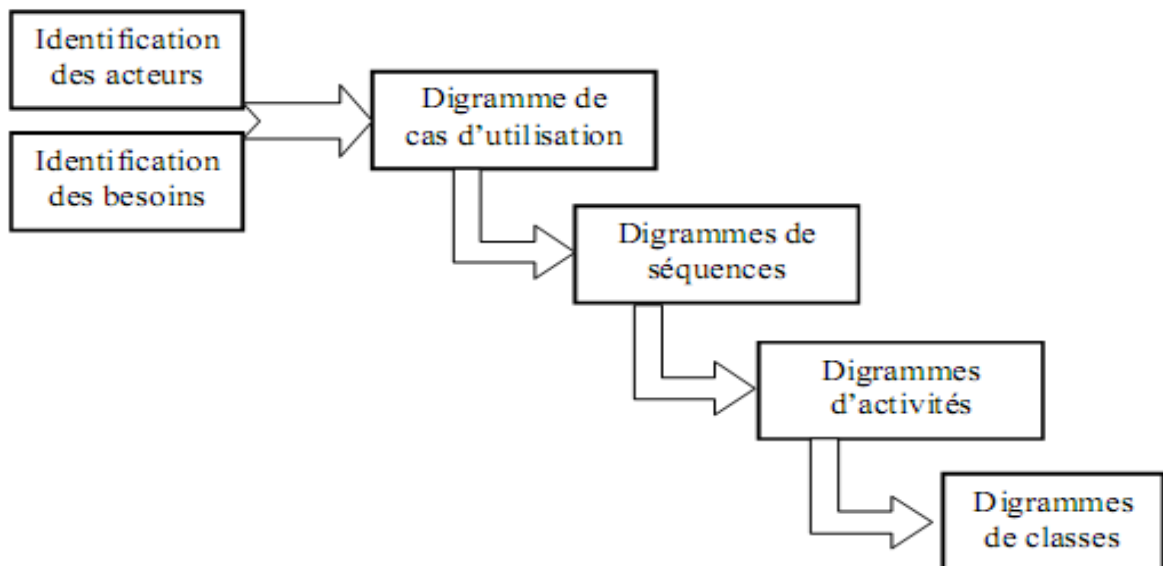 Identification
des acteurs
Identification
des besoins
Digramme de
cas d’utilisation
Digrammes de
séquences
Digrammes
d’activités
Digrammes
de classes